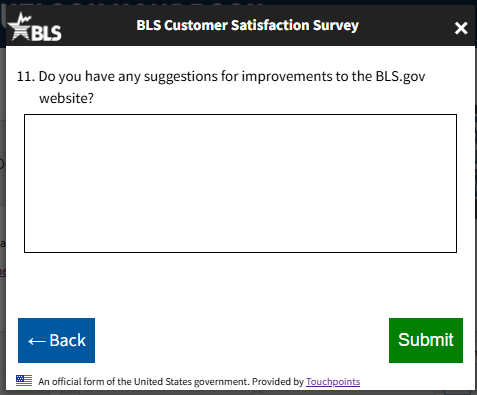 BLS
BLS Customer Satisfaction Survey
×
11. Do you have any suggestions for improvements to the BLS.gov
website?
←Back
Submit
An official form of the United States government. Provided by Touchpoints